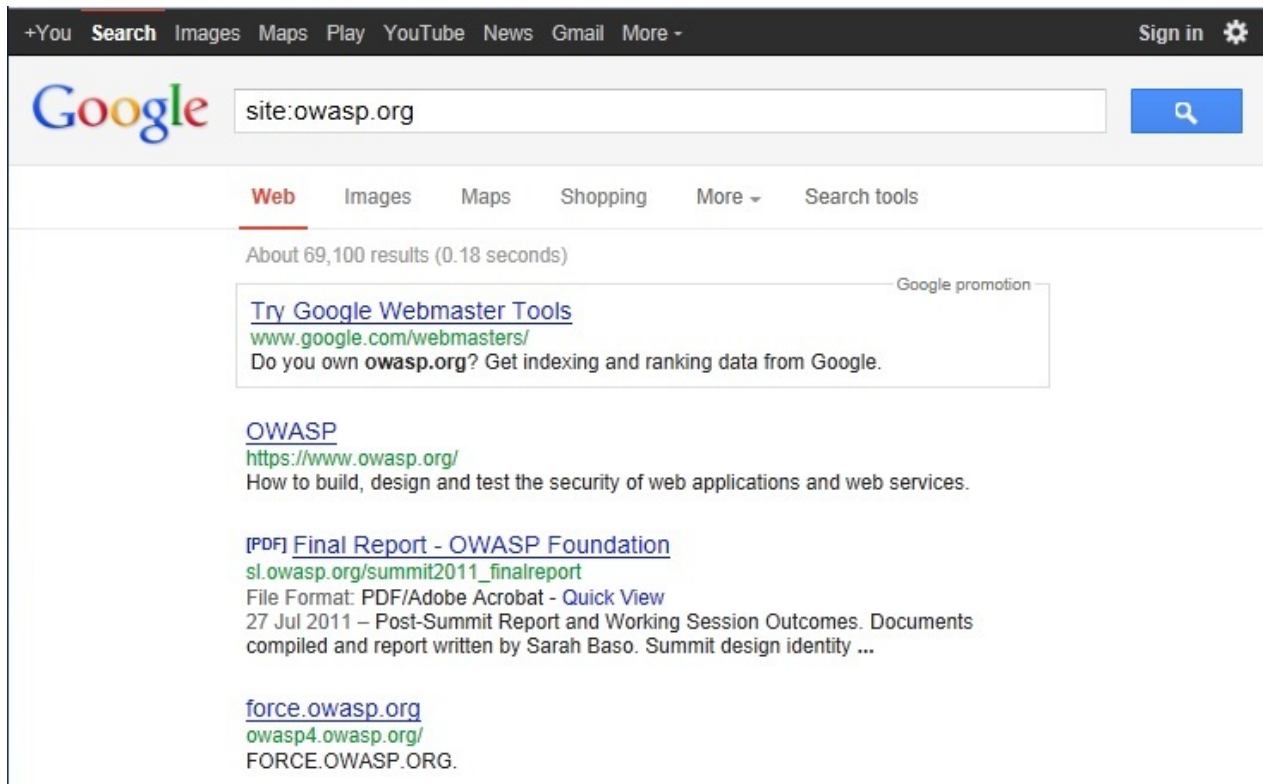 +You Search Images Maps Play YouTube News Gmail More Sign in
Google site:owasp.org
Web Images Maps Shopping More Search tools
About 69,100 results (0.18 seconds)
Google promotion
Try Google Webmaster Tools
www.google.com/webmasters/
Do you own owasp.org? Get indexing and ranking data from Google.
OWASP
https://www.owasp.org/
How to build, design and test the security of web applications and web services.
[PDF] Final Report - OWASP Foundation
sl.owasp.org/summit2011_finalreport
File Format: PDF/Adobe Acrobat - Quick View
27 Jul 2011 – Post-Summit Report and Working Session Outcomes. Documents
compiled and report written by Sarah Baso. Summit design identity ...
force.owasp.org
owasp4.owasp.org/
FORCE.OWASP.ORG.